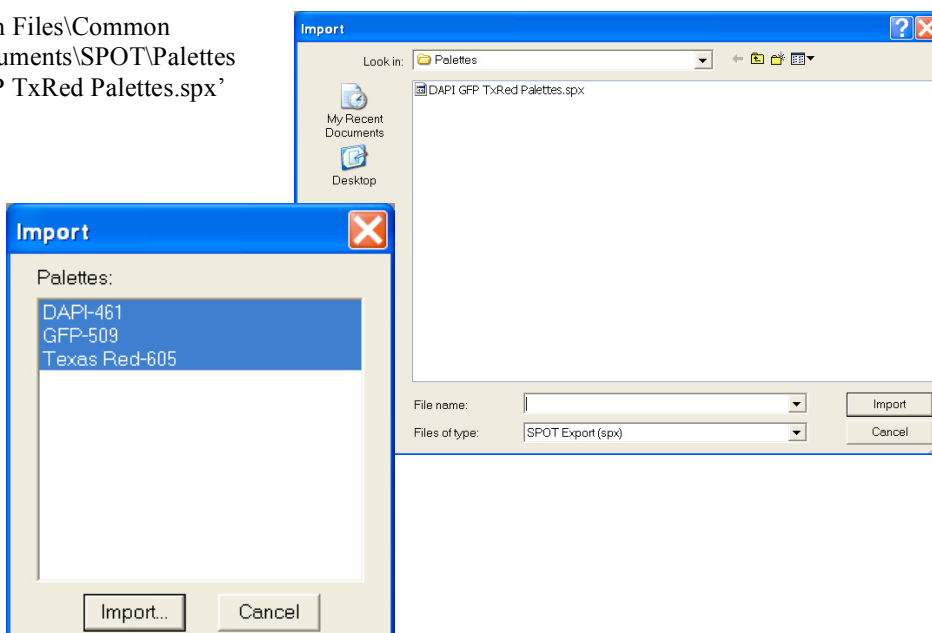 n Files\Common
uments\SPOT\Palettes
P TxRed Palettes.spx’
Import
Look in: Palettes
DAPI GFP TxRed Palettes.spx
My Recent
Documents
Desktop
File name: Import
Files of type: SPOT Export (spx) Cancel
Import
Palettes:
DAPI-461
GFP-509
Texas Red-605
Import... Cancel